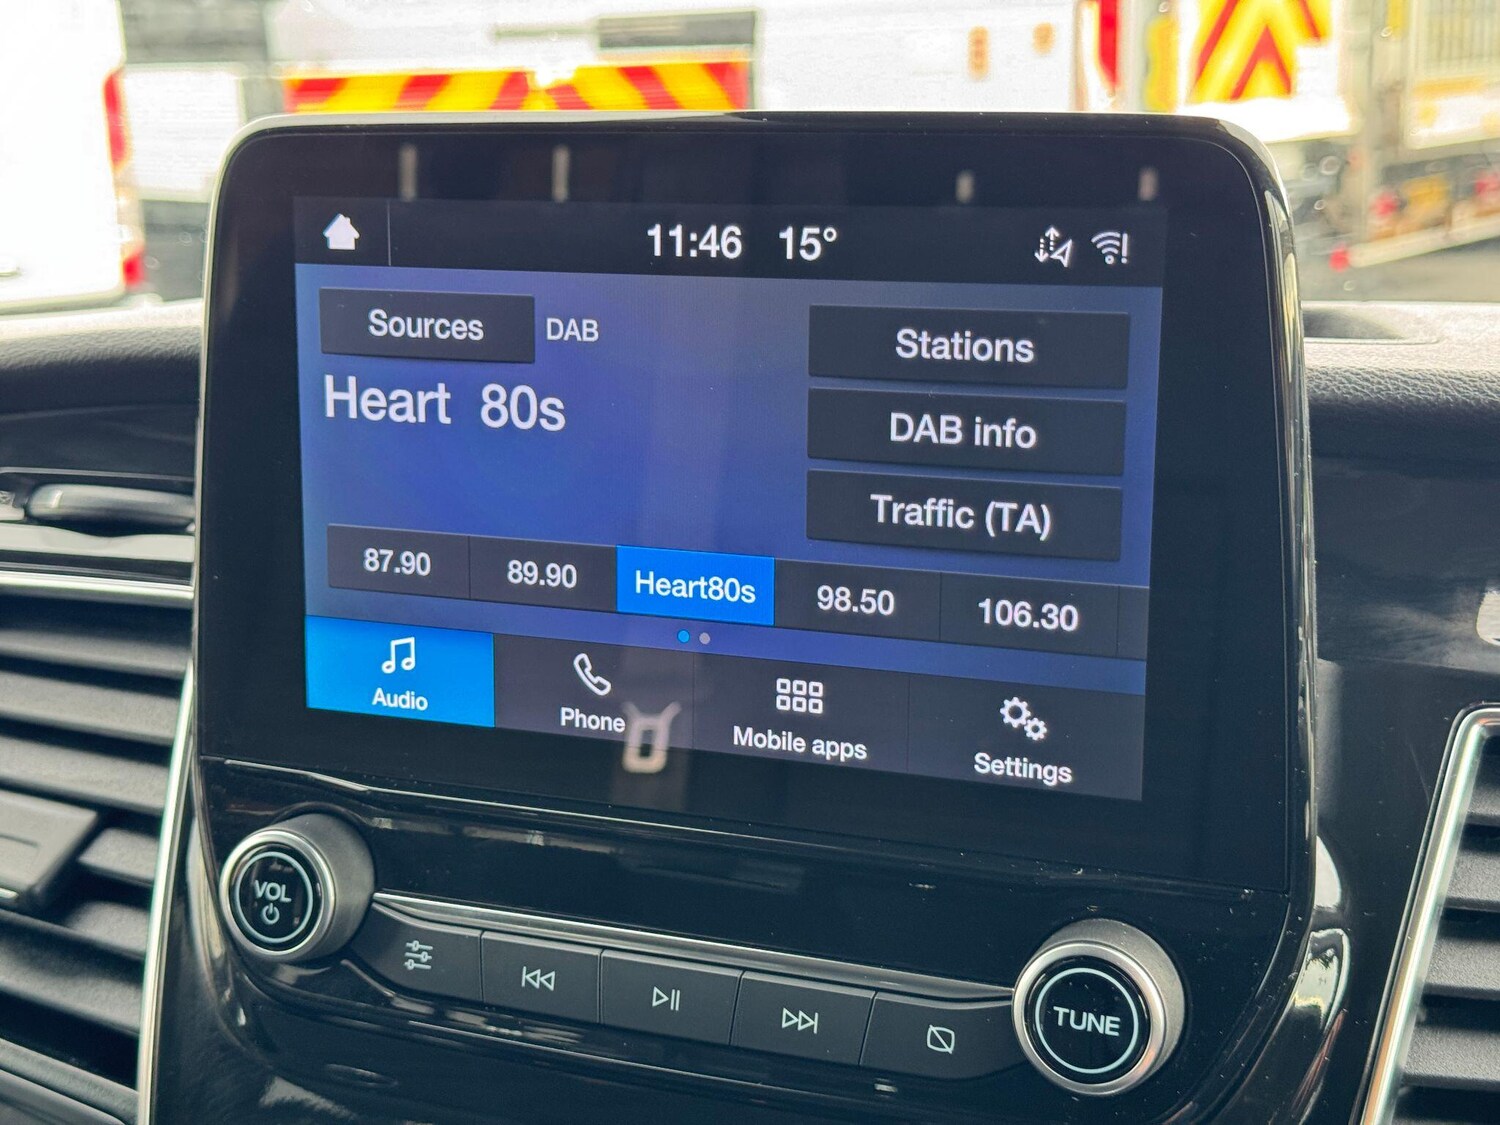 11:46 15°
Sources DAB
Stations
Heart 80s
DAB info
Traffic (TA)
87.90 89.90 Heart80s 98.50 106.30
Audio Phone Mobile apps Settings
VOL
TUNE